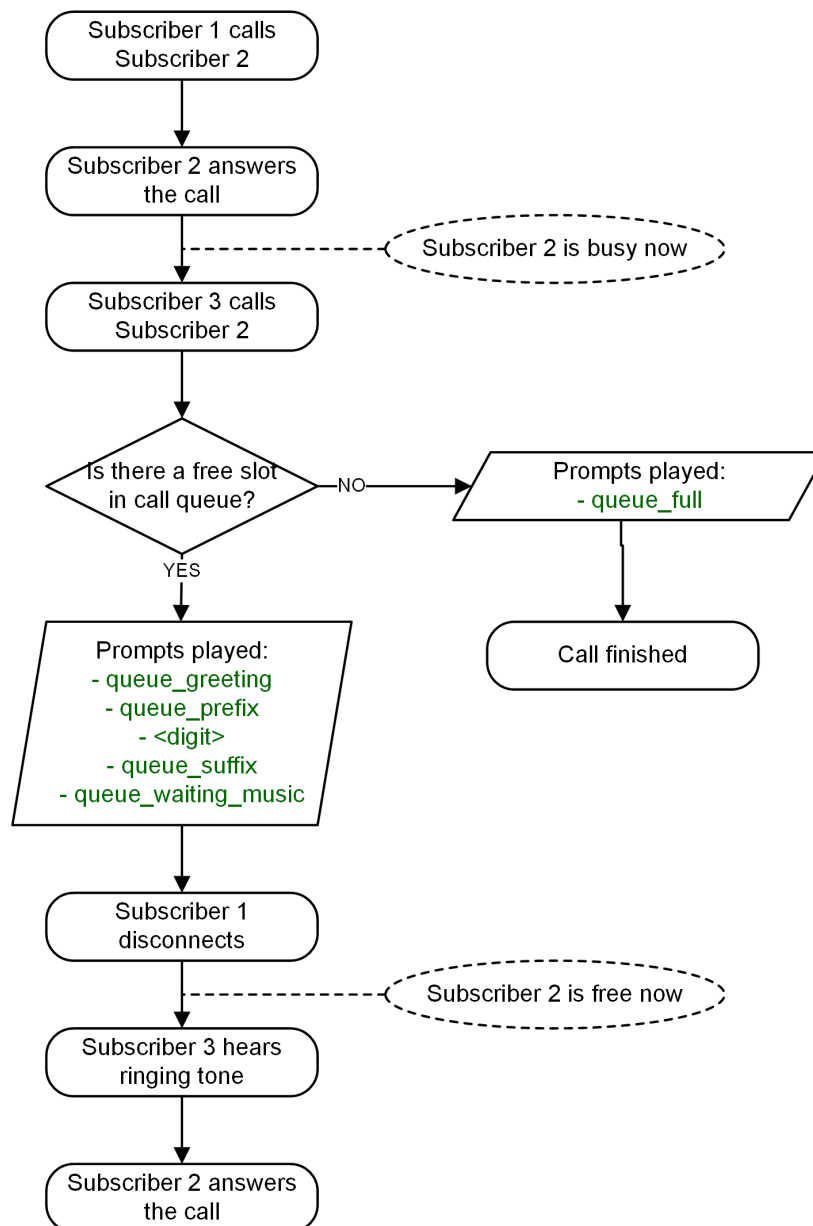 Subscriber 1 calls
Subscriber 2
Subscriber 2 answers
the call
Subscriber 2 is busy now
Subscriber 3 calls
Subscriber 2
Is there a free slot
in call queue?
NO
Prompts played:
- queue_full
YES
Call finished
Prompts played:
- queue_greeting
- queue_prefix
- <digit>
- queue_suffix
- queue_waiting_music
Subscriber 1
disconnects
Subscriber 2 is free now
Subscriber 3 hears
ringing tone
Subscriber 2 answers
the call